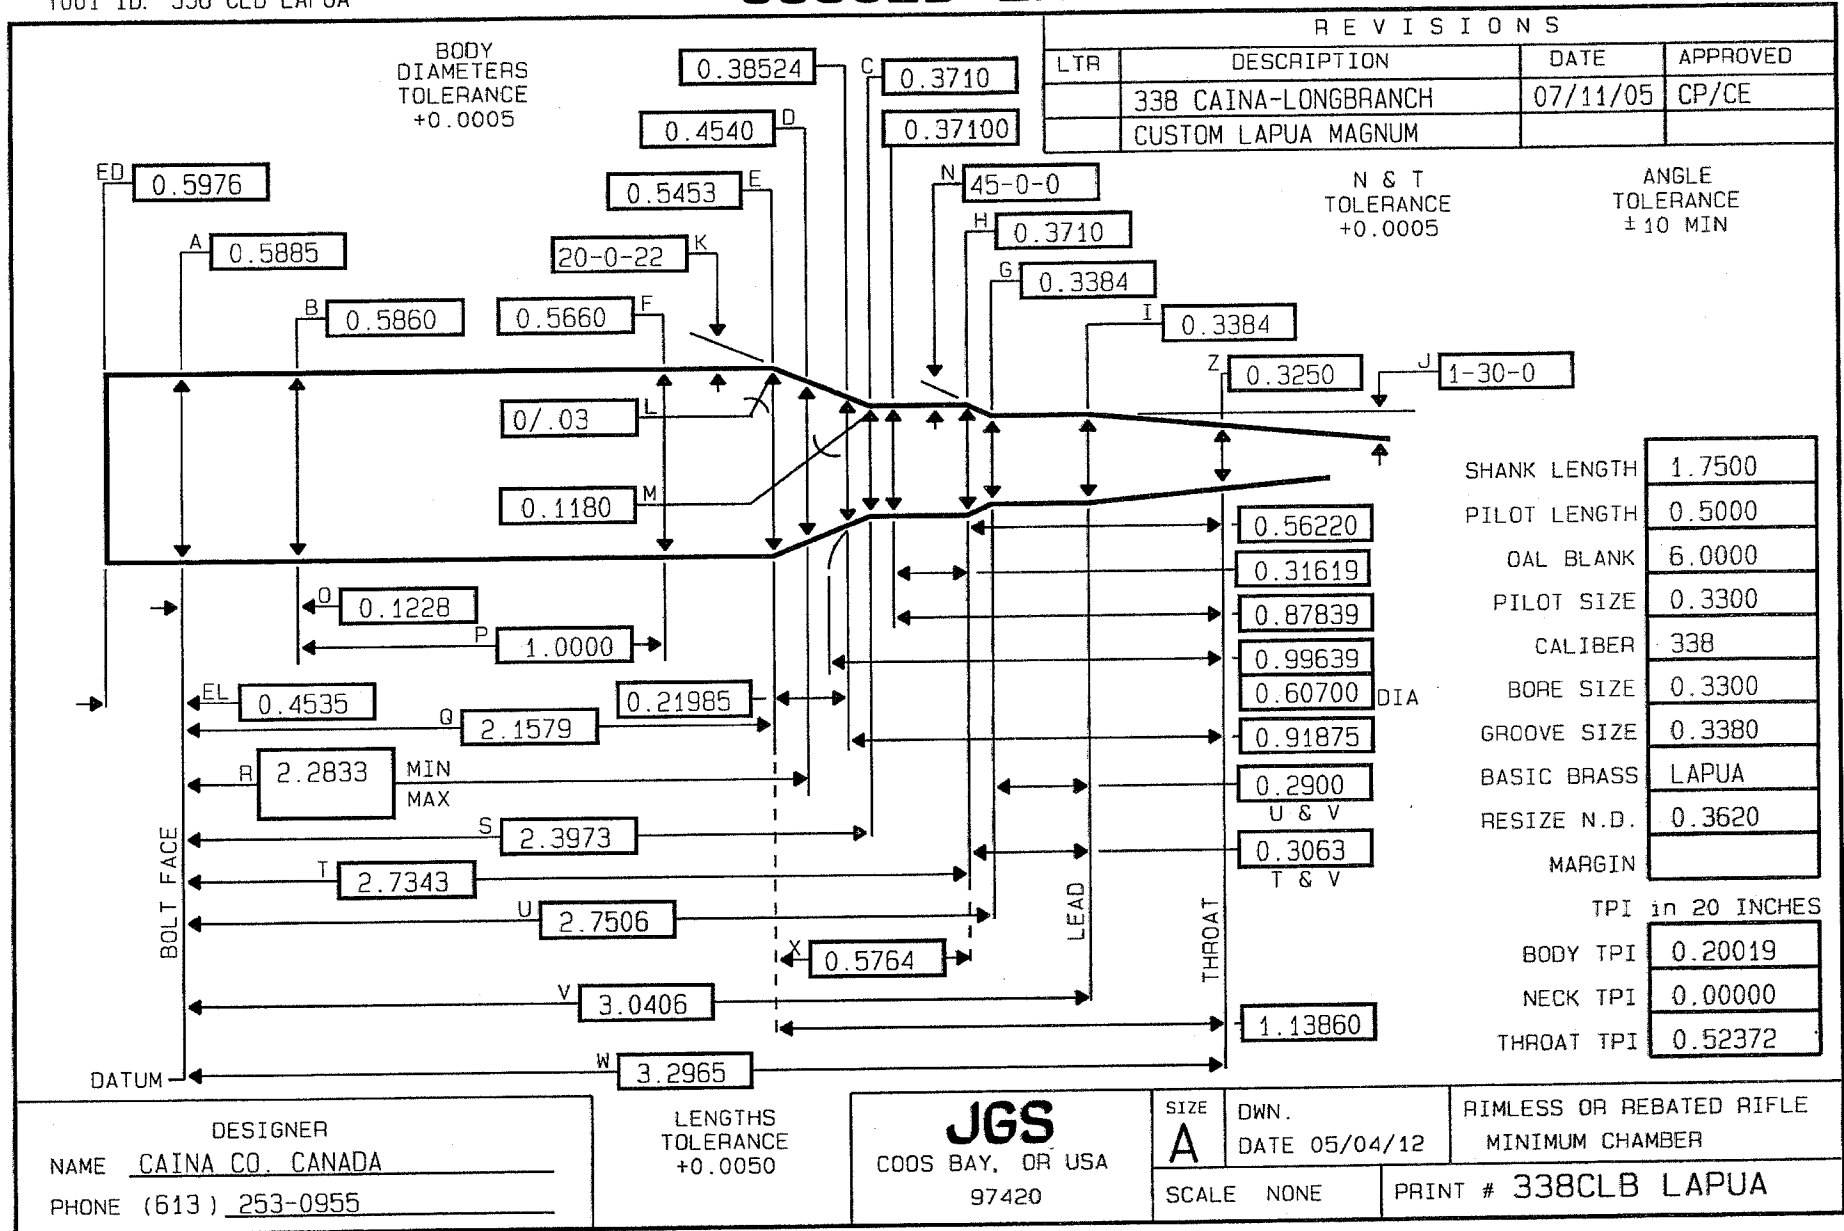 Tool ID: 338 CLB LAPUA
REVISIONS
LTR DESCRIPTION DATE APPROVED
338 CAINA-LONGBRANCH 07/11/05 CP/CE
CUSTOM LAPUA MAGNUM
BODY
DIAMETERS
TOLERANCE
+0.0005
0.38524
C 0.3710
0.4540 D
0.37100
ED 0.5976
0.5453 E
N 45-0-0
N & T
TOLERANCE
+0.0005
ANGLE
TOLERANCE
±10 MIN
A 0.5885
20-0-22 K
H 0.3710
G 0.3384
B 0.5860
0.5660 F
I 0.3384
Z 0.3250
J 1-30-0
0/.03 L
0.1180 M
SHANK LENGTH 1.7500
PILOT LENGTH 0.5000
OAL BLANK 6.0000
PILOT SIZE 0.3300
CALIBER 338
BORE SIZE 0.3300
GROOVE SIZE 0.3380
BASIC BRASS LAPUA
RESIZE N.D. 0.3620
MARGIN
TPI in 20 INCHES
BODY TPI 0.20019
NECK TPI 0.00000
THROAT TPI 0.52372
0.56220
0.31619
0.87839
0.99639
0.60700 DIA
0.91875
0.2900
U & V
0.3063
T & V
1.13860
O 0.1228
P 1.0000
EL 0.4535
0.21985
Q 2.1579
R 2.2833 MIN
MAX
S 2.3973
T 2.7343
U 2.7506
X 0.5764
V 3.0406
W 3.2965
BOLT FACE
LEAD
THROAT
DATUM
DESIGNER
NAME CAINA CO. CANADA
PHONE (613) 253-0955
LENGTHS
TOLERANCE
+0.0050
JGS
COOS BAY, OR USA
97420
SIZE
A
DWN.
DATE 05/04/12
RIMLESS OR REBATED RIFLE
MINIMUM CHAMBER
SCALE NONE
PRINT # 338CLB LAPUA